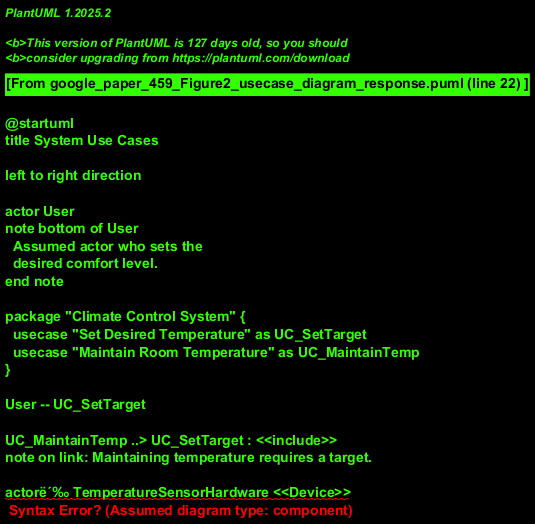 PlantUML 1.2025.2
<b>This version of PlantUML is 127 days old, so you should
<b>consider upgrading from https://plantuml.com/download
[From google_paper_459_Figure2_usecase_diagram_response.puml (line 22) ]
@startuml
title System Use Cases
left to right direction
actor User
note bottom of User
Assumed actor who sets the
desired comfort level.
end note
package "Climate Control System" {
usecase "Set Desired Temperature" as UC_SetTarget
usecase "Maintain Room Temperature" as UC_MaintainTemp
}
User -- UC_SetTarget
UC_MaintainTemp ..> UC_SetTarget : <<include>>
note on link: Maintaining temperature requires a target.
actorë´‰ TemperatureSensorHardware <<Device>>
Syntax Error? (Assumed diagram type: component)